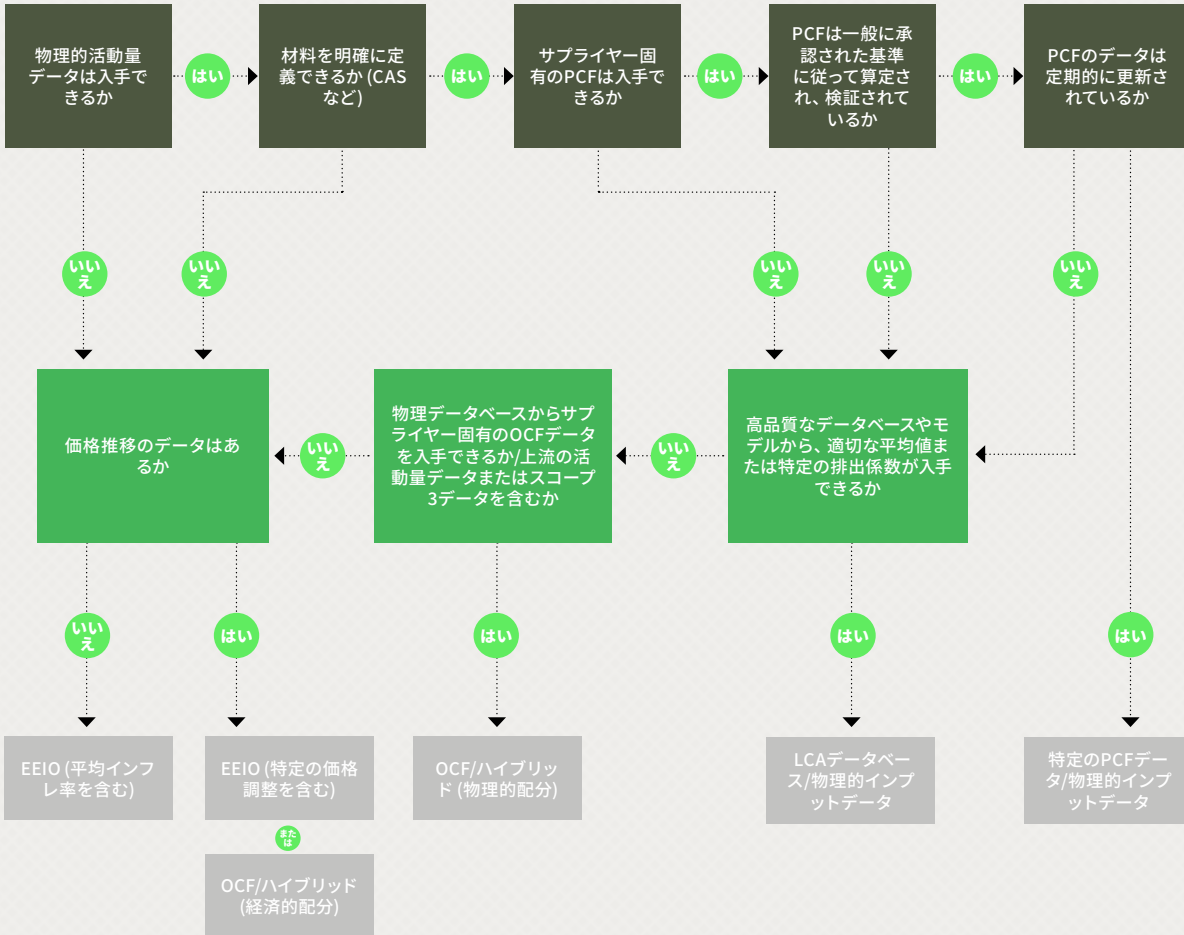 物理的活動量
データは入手で
きるか
はい
材料を明確に定
義できるか (CAS
など)
はい
サプライヤー固
有のPCFは入手で
きるか
はい
PCFは一般に承
認された基準
に従って算定さ
れ、検証されて
いるか
はい
PCFのデータは
定期的に更新さ
れているか
いい
え
いい
え
いい
え
いい
え
いい
え
価格推移のデータはあ
るか
いい
え
物理データベースからサプ
ライヤー固有のOCFデータ
を入手できるか/上流の活
動量データまたはスコープ
3データを含むか
いい
え
高品質なデータベースやモ
デルから、適切な平均値ま
たは特定の排出係数が入手
できるか
いい
え
はい
はい
はい
はい
EEIO (平均インフ
レ率を含む)
EEIO (特定の価格
調整を含む)
OCF/ハイブリッ
ド (物理的配分)
LCAデータベー
ス/物理的インプ
ットデータ
特定のPCFデー
タ/物理的インプ
ットデータ
また
は
OCF/ハイブリッド
(経済的配分)